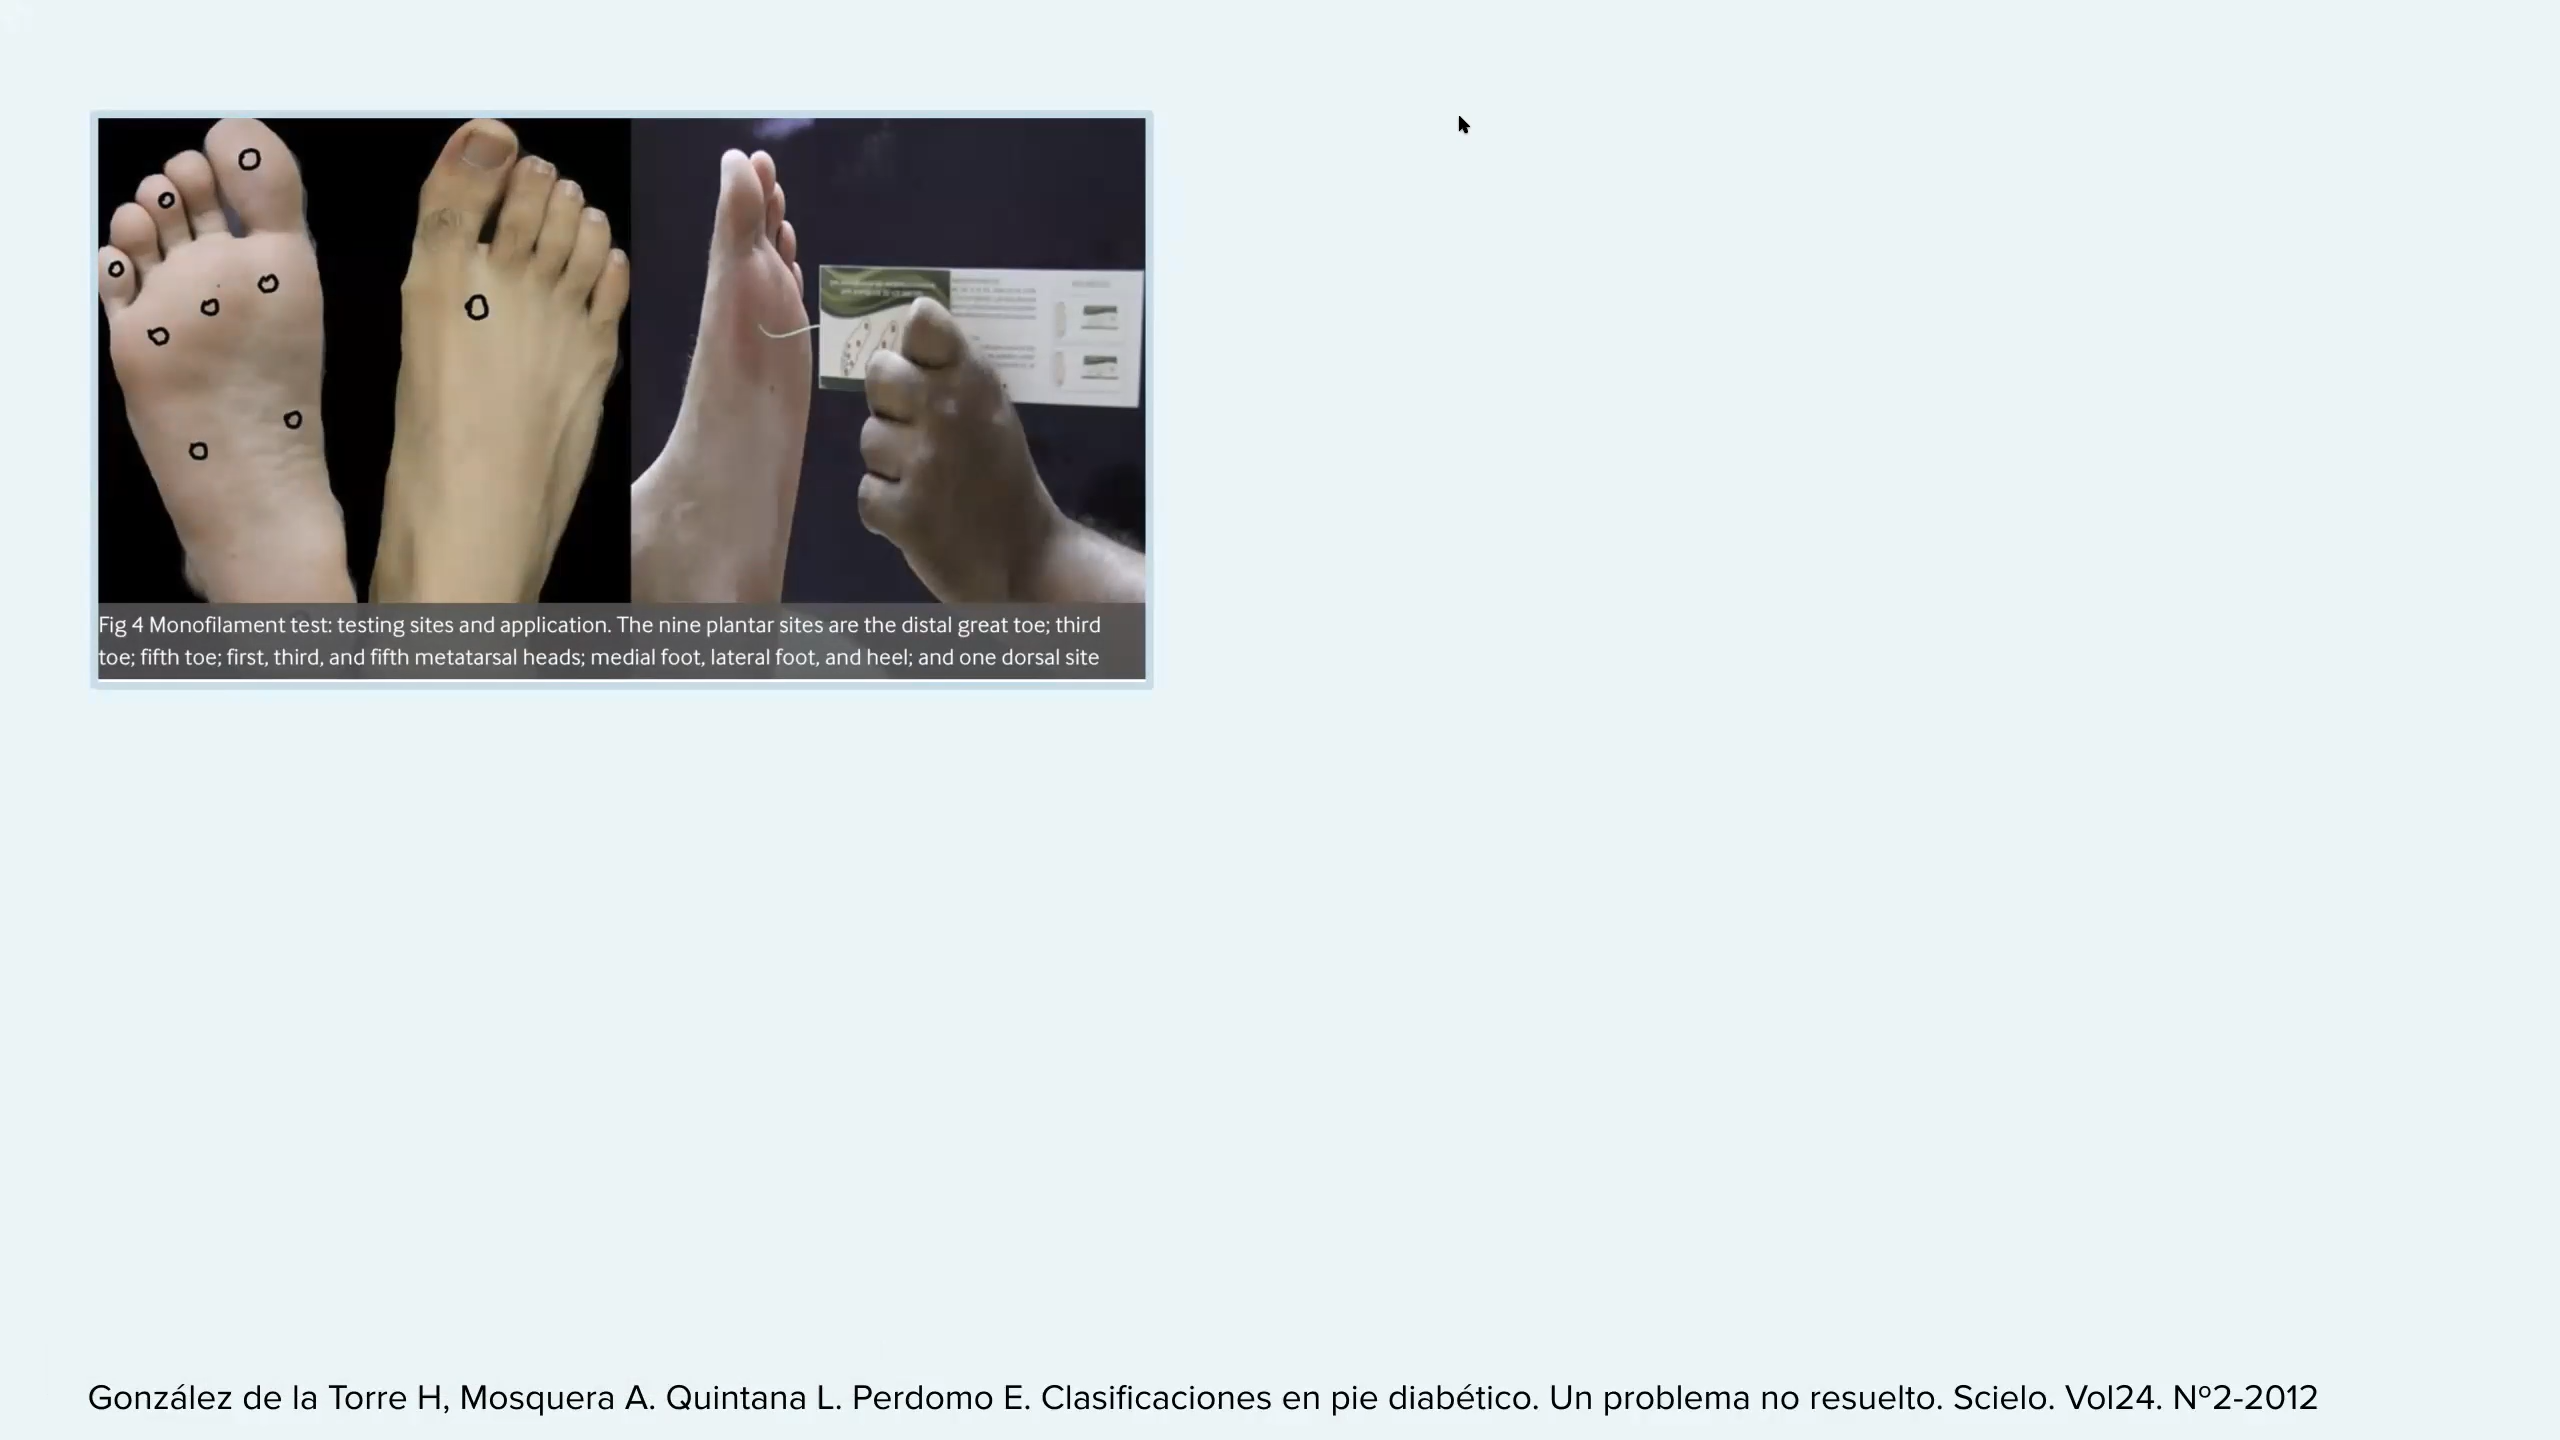 Fig 4 Monofilament test: testing sites and application. The nine plantar sites are the distal great toe; third
toe; fifth toe; first, third, and fifth metatarsal heads; medial foot, lateral foot, and heel; and one dorsal site
González de la Torre H, Mosquera A. Quintana L. Perdomo E. Clasificaciones en pie diabético. Un problema no resuelto. Scielo. Vol24. Nº2-2012